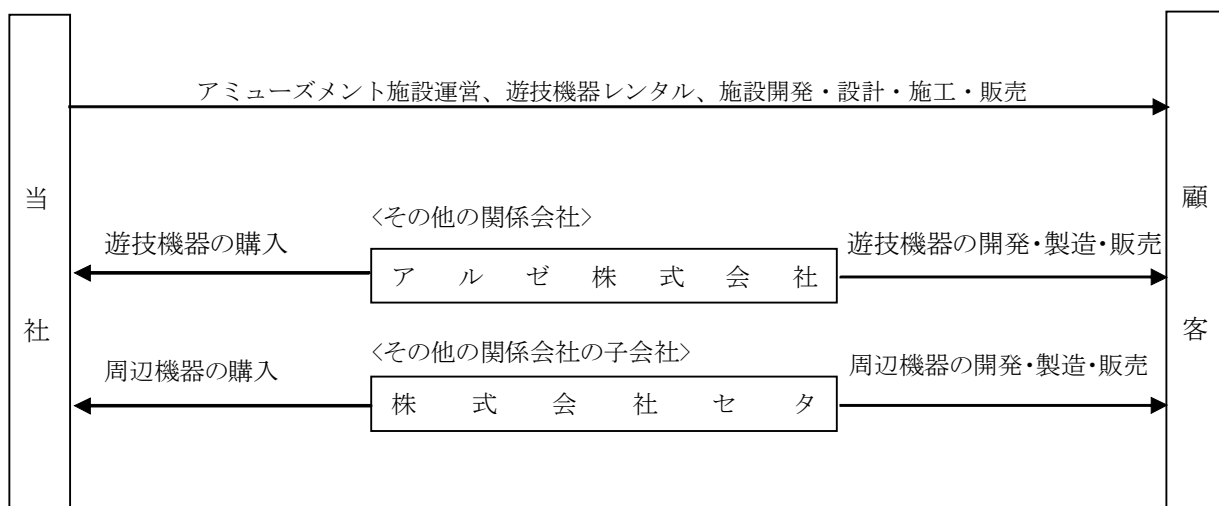 アミューズメント施設運営、遊技機器レンタル、施設開発・設計・施工・販売
当社
顧客
〈その他の関係会社〉
遊技機器の購入
アルゼ株式会社
遊技機器の開発・製造・販売
〈その他の関係会社の子会社〉
周辺機器の購入
株式会社セタ
周辺機器の開発・製造・販売